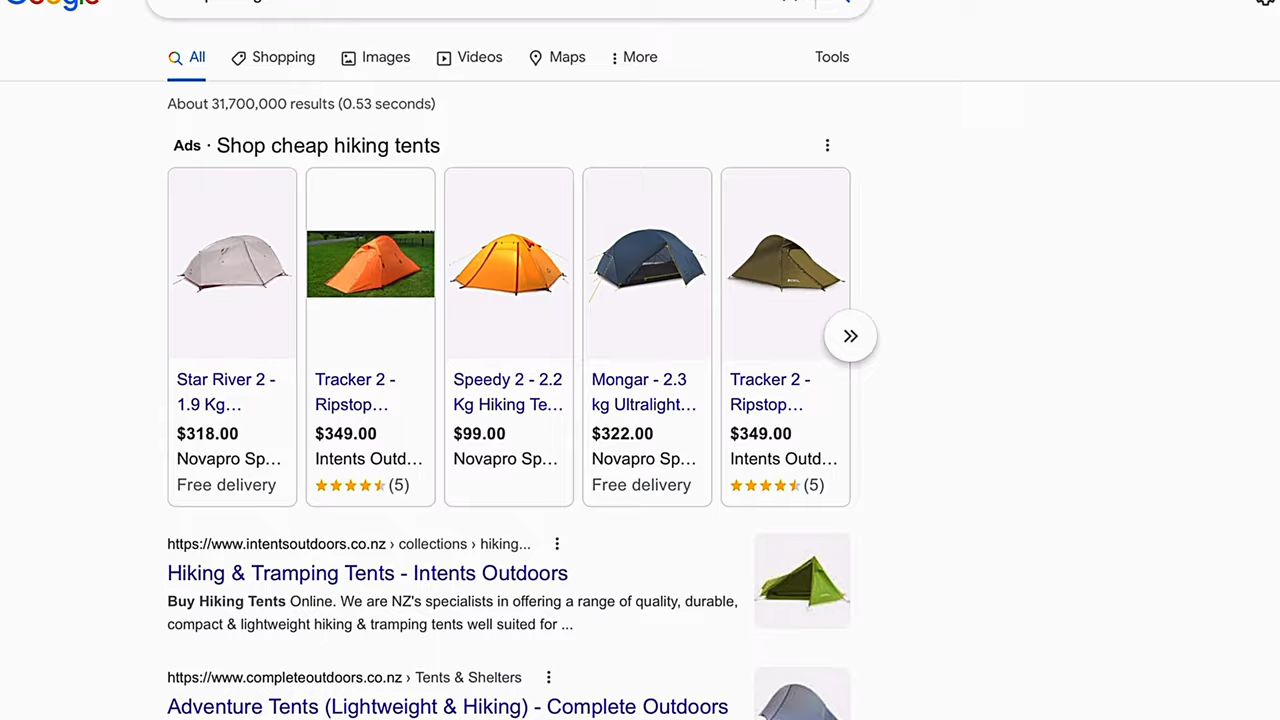 All
Shopping
Images
Videos
Maps
More
Tools
About 31,700,000 results (0.53 seconds)
Ads · Shop cheap hiking tents
Star River 2 -
1.9 Kg...
$318.00
Novapro Sp...
Free delivery
Tracker 2 -
Ripstop...
$349.00
Intents Outd...
(5)
Speedy 2 - 2.2
Kg Hiking Te...
$99.00
Novapro Sp...
Mongar - 2.3
kg Ultralight...
$322.00
Novapro Sp...
Free delivery
Tracker 2 -
Ripstop...
$349.00
Intents Outd...
(5)
https://www.intentsoutdoors.co.nz › collections › hiking...
Hiking & Tramping Tents - Intents Outdoors
Buy Hiking Tents Online. We are NZ's specialists in offering a range of quality, durable,
compact & lightweight hiking & tramping tents well suited for ...
https://www.completeoutdoors.co.nz › Tents & Shelters
Adventure Tents (Lightweight & Hiking) - Complete Outdoors